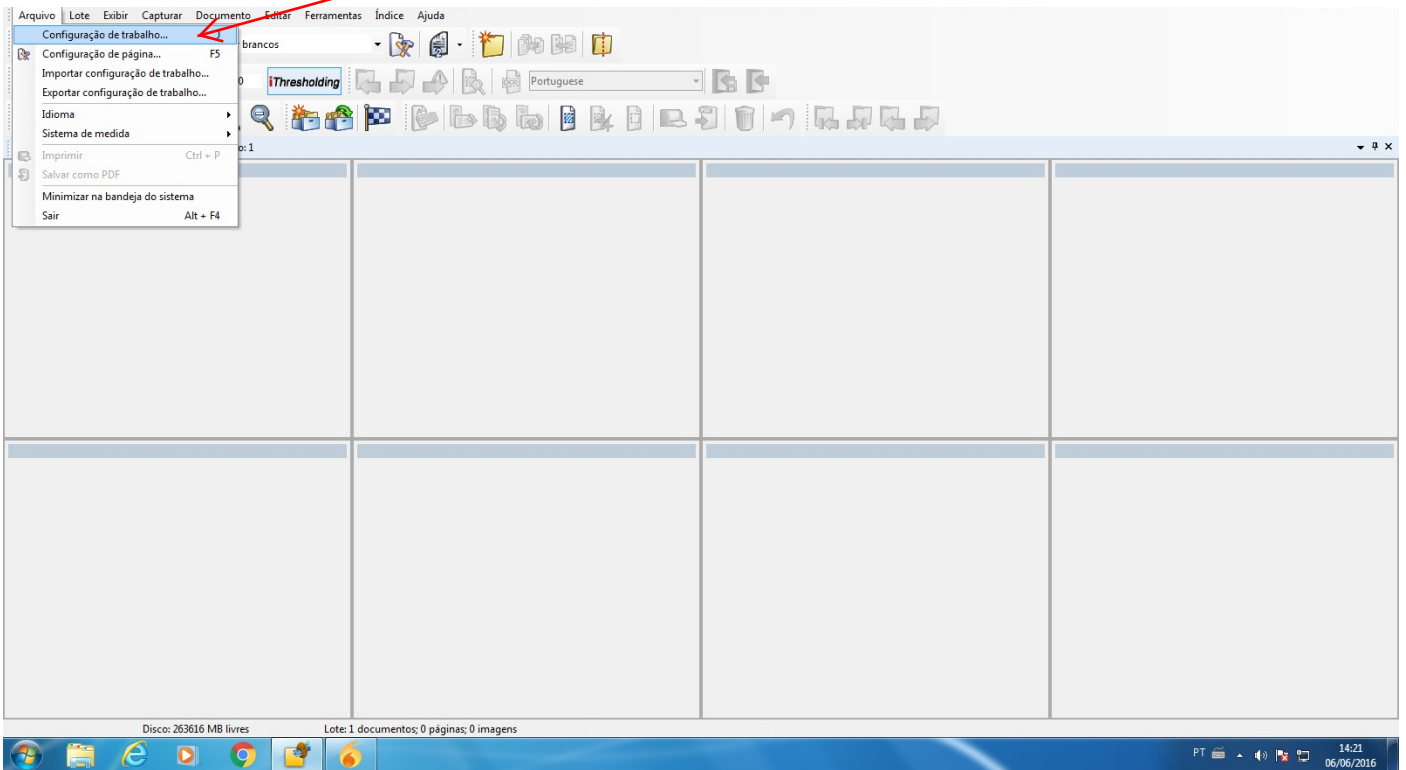 Arquivo Lote Exibir Capturar Documento Editar Ferramentas Índice Ajuda
Configuração de trabalho...
brancos
Configuração de página... F5
Importar configuração de trabalho...
0 iThresholding Portuguese
Exportar configuração de trabalho...
Idioma
Sistema de medida
Imprimir Ctrl + P
o: 1
Salvar como PDF
Minimizar na bandeja do sistema
Sair Alt + F4
Disco: 263616 MB livres Lote: 1 documentos; 0 páginas; 0 imagens
PT 14:21
06/06/2016